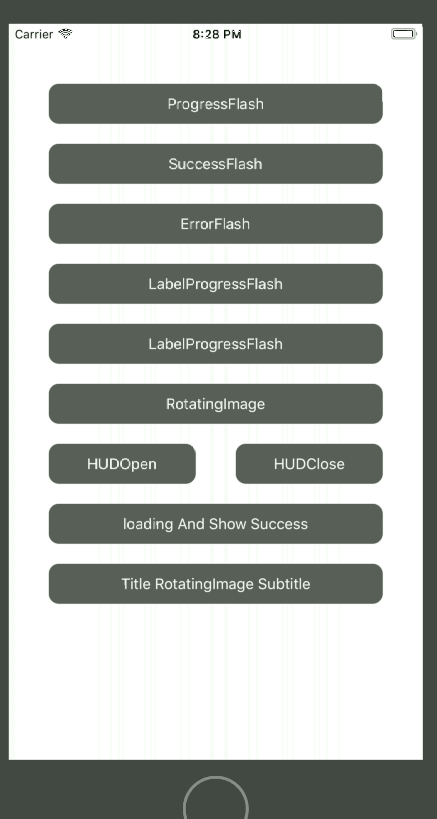 Carrier 8:28 PM
ProgressFlash
SuccessFlash
ErrorFlash
LabelProgressFlash
LabelProgressFlash
RotatingImage
HUDOpen HUDClose
loading And Show Success
Title RotatingImage Subtitle